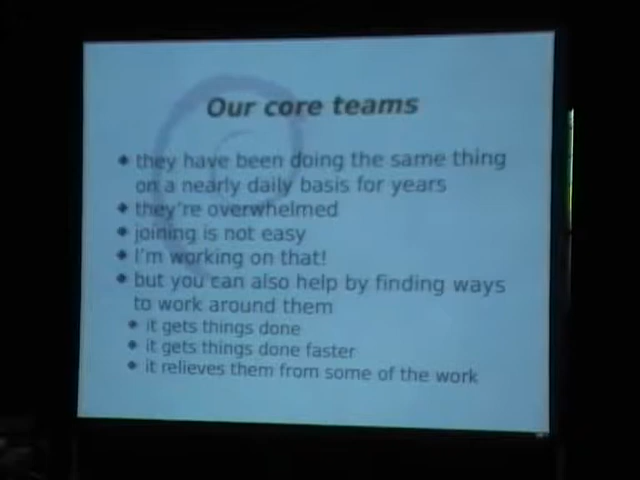 Our core teams
they have been doing the same thing
on a nearly daily basis for years
they're overwhelmed
joining is not easy
I'm working on that!
but you can also help by finding ways
to work around them
it gets things done
it gets things done faster
it relieves them from some of the work